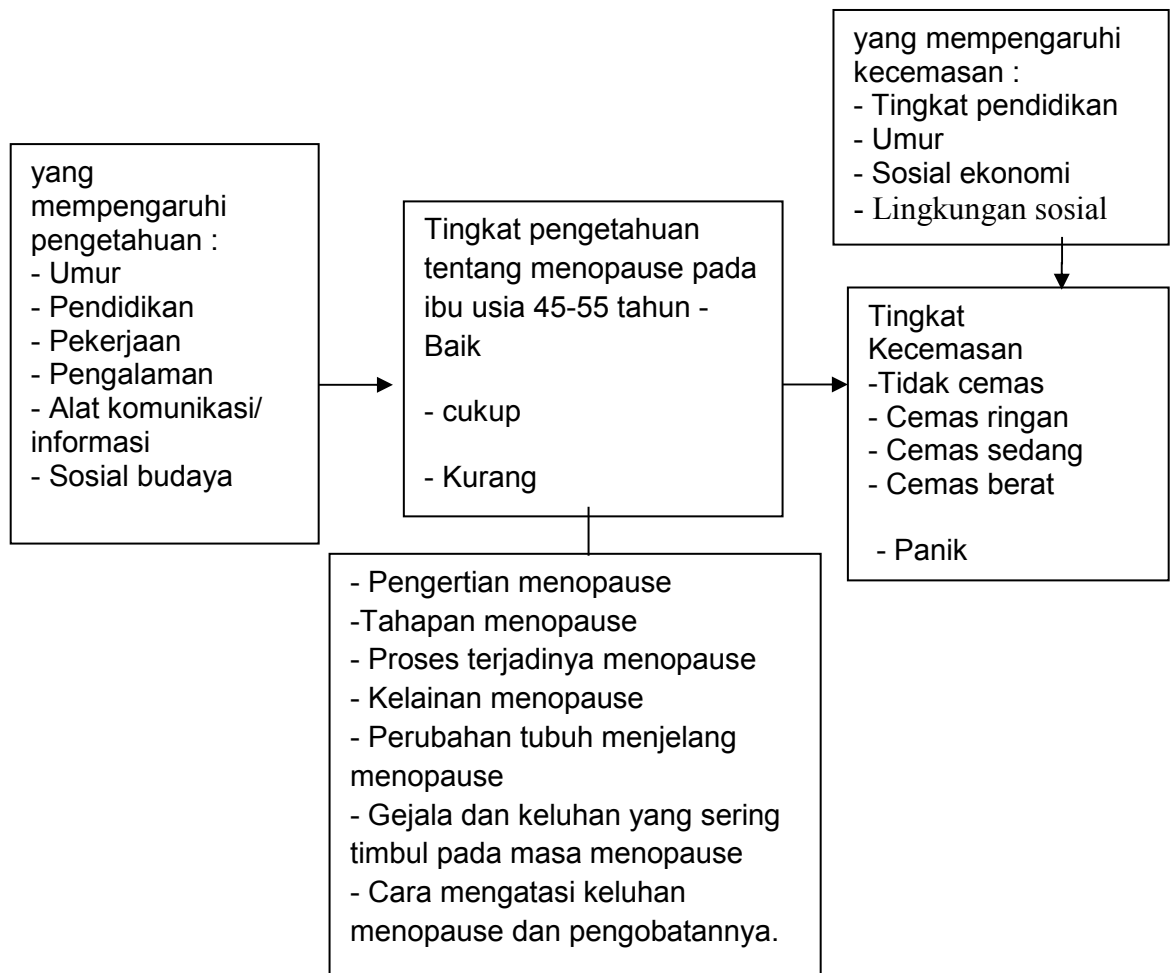 yang mempengaruhi
kecemasan :
- Tingkat pendidikan
- Umur
- Sosial ekonomi
- Lingkungan sosial
yang
mempengaruhi
pengetahuan :
- Umur
- Pendidikan
- Pekerjaan
- Pengalaman
- Alat komunikasi/
informasi
- Sosial budaya
Tingkat pengetahuan
tentang menopause pada
ibu usia 45-55 tahun -
Baik
- cukup
- Kurang
Tingkat
Kecemasan
-Tidak cemas
- Cemas ringan
- Cemas sedang
- Cemas berat
- Panik
- Pengertian menopause
-Tahapan menopause
- Proses terjadinya menopause
- Kelainan menopause
- Perubahan tubuh menjelang
menopause
- Gejala dan keluhan yang sering
timbul pada masa menopause
- Cara mengatasi keluhan
menopause dan pengobatannya.